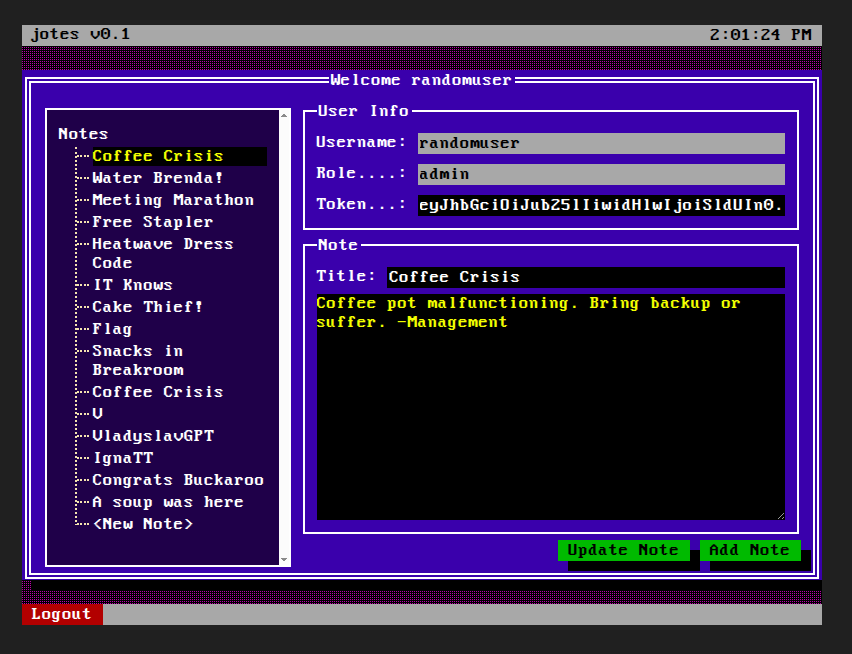 jotes v0.1 2:01:24 PM
Welcome randomuser
Notes
Coffee Crisis
Water Brenda!
Meeting Marathon
Free Stapler
Heatwave Dress
Code
IT Knows
Cake Thief!
Flag
Snacks in
Breakroom
Coffee Crisis
V
VladyslavGPT
IgnaTT
Congrats Buckaroo
A soup was here
<New Note>
User Info
Username: randomuser
Role....: admin
Token...: eyJhbGciOiJub25lIiwidHlwIjoiSldUIn0.
Note
Title: Coffee Crisis
Coffee pot malfunctioning. Bring backup or
suffer. -Management
Update Note Add Note
Logout